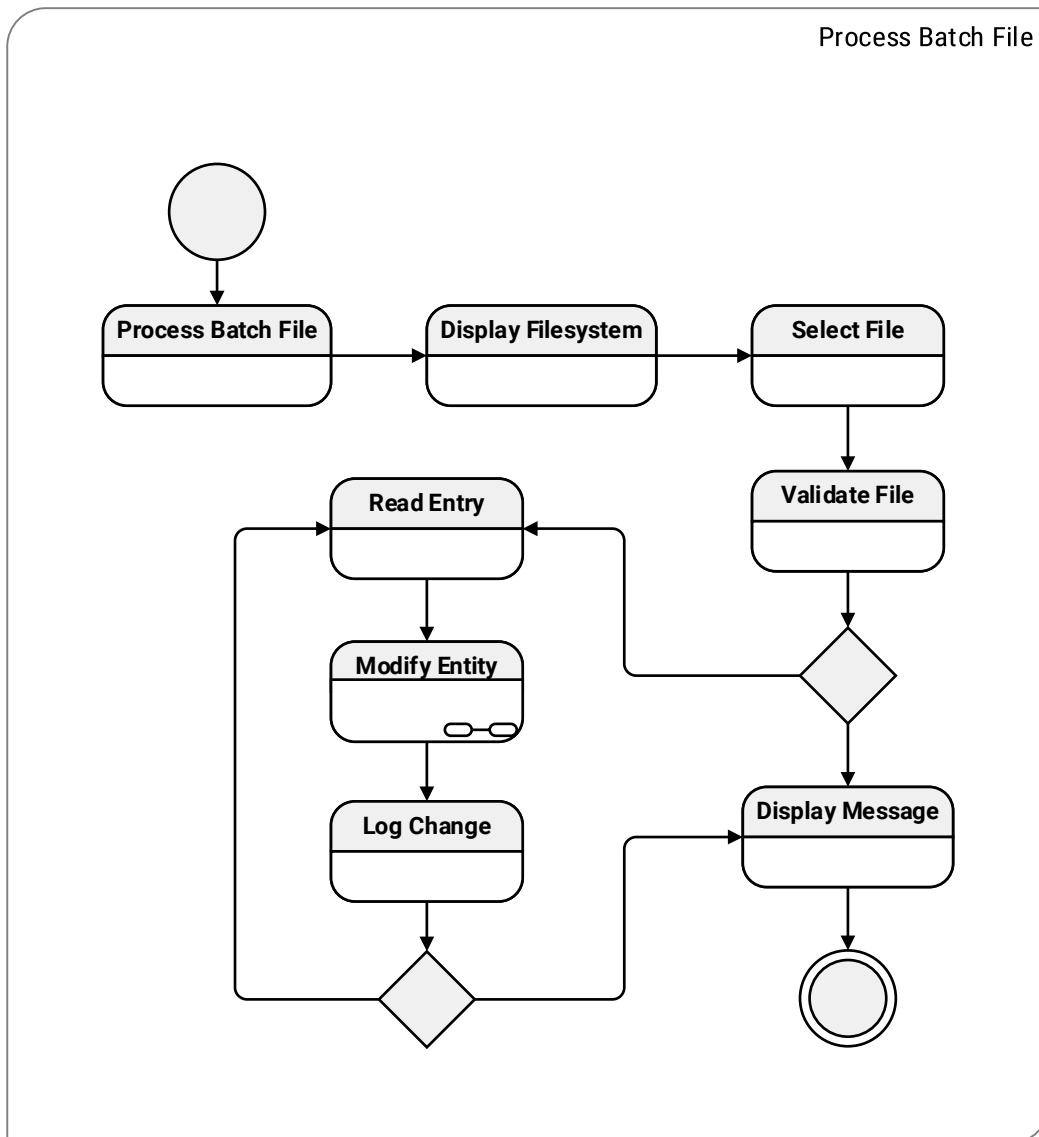 Process Batch File
Process Batch File
Display Filesystem
Select File
Read Entry
Validate File
Modify Entity
Log Change
Display Message